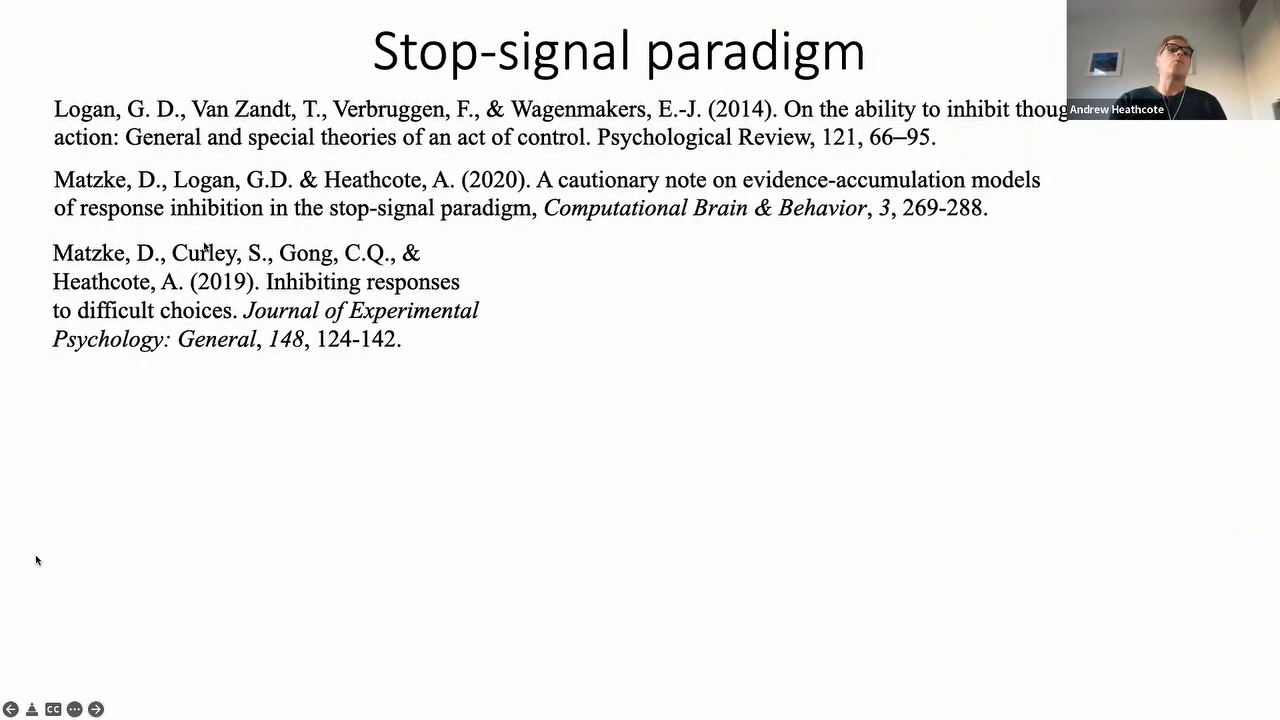 Stop-signal paradigm
Andrew Heathcote
Logan, G. D., Van Zandt, T., Verbruggen, F., & Wagenmakers, E.-J. (2014). On the ability to inhibit
action: General and special theories of an act of control. Psychological Review, 121, 66–95.
Matzke, D., Logan, G.D. & Heathcote, A. (2020). A cautionary note on evidence-accumulation models
of response inhibition in the stop-signal paradigm, Computational Brain & Behavior, 3, 269-288.
Matzke, D., Curley, S., Gong, C.Q., &
Heathcote, A. (2019). Inhibiting responses
to difficult choices. Journal of Experimental
Psychology: General, 148, 124-142.
CC